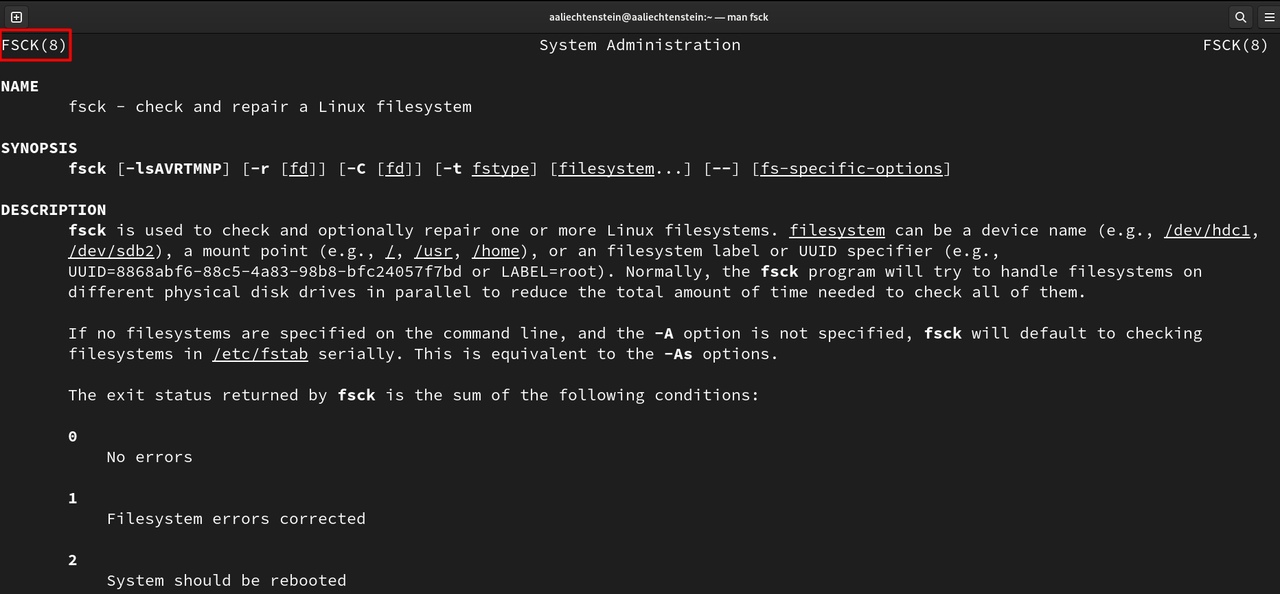 aaliechtenstein@aaliechtenstein:~ — man fsck
FSCK(8) System Administration FSCK(8)
NAME
fsck - check and repair a Linux filesystem
SYNOPSIS
fsck [-lsAVRTMNP] [-r [fd]] [-C [fd]] [-t fstype] [filesystem...] [--] [fs-specific-options]
DESCRIPTION
fsck is used to check and optionally repair one or more Linux filesystems. filesystem can be a device name (e.g., /dev/hdc1,
/dev/sdb2), a mount point (e.g., /, /usr, /home), or an filesystem label or UUID specifier (e.g.,
UUID=8868abf6-88c5-4a83-98b8-bfc24057f7bd or LABEL=root). Normally, the fsck program will try to handle filesystems on
different physical disk drives in parallel to reduce the total amount of time needed to check all of them.
If no filesystems are specified on the command line, and the -A option is not specified, fsck will default to checking
filesystems in /etc/fstab serially. This is equivalent to the -As options.
The exit status returned by fsck is the sum of the following conditions:
0
No errors
1
Filesystem errors corrected
2
System should be rebooted